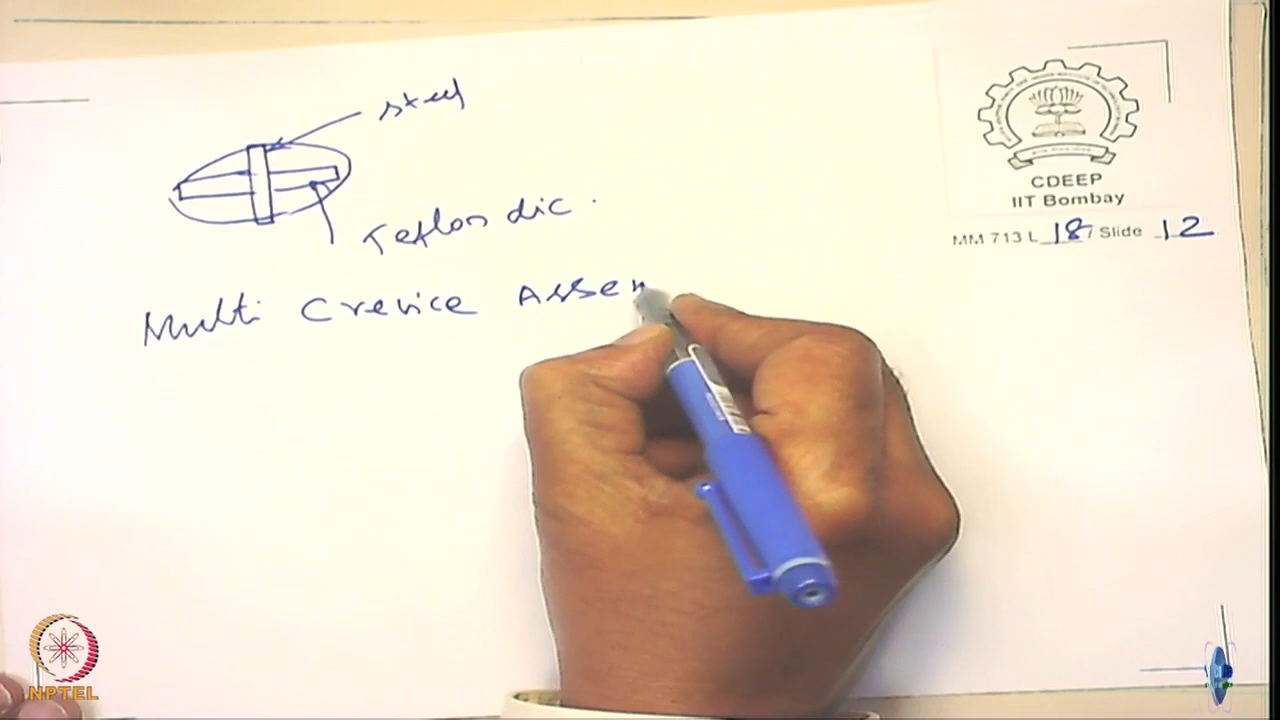 steel
Teflon dic.
Multi Crevice Assem
CDEEP
IIT Bombay
MM 713 L 18 / Slide 12
NPTEL